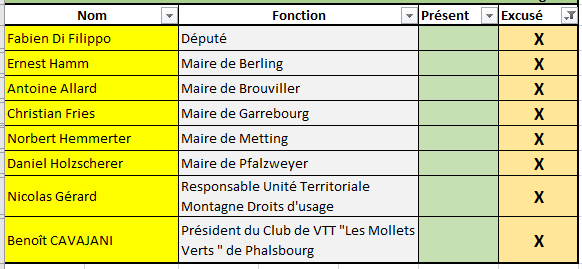 Nom Fonction Présent Excusé
Fabien Di Filippo Député X
Ernest Hamm Maire de Berling X
Antoine Allard Maire de Brouviller X
Christian Fries Maire de Garrebourg X
Norbert Hemmerter Maire de Metting X
Daniel Holzscherer Maire de Pfalzweyer X
Nicolas Gérard Responsable Unité Territoriale
Montagne Droits d'usage X
Benoît CAVAJANI Président du Club de VTT "Les Mollets
Verts " de Phalsbourg X